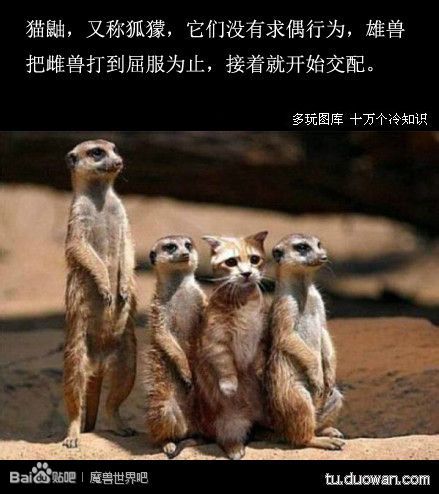 猫鼬，又称狐獴，它们没有求偶行为，雄兽
把雌兽打到屈服为止，接着就开始交配。
多玩图库 十万个冷知识
Bai度贴吧 | 魔兽世界吧
tu.duowan.com